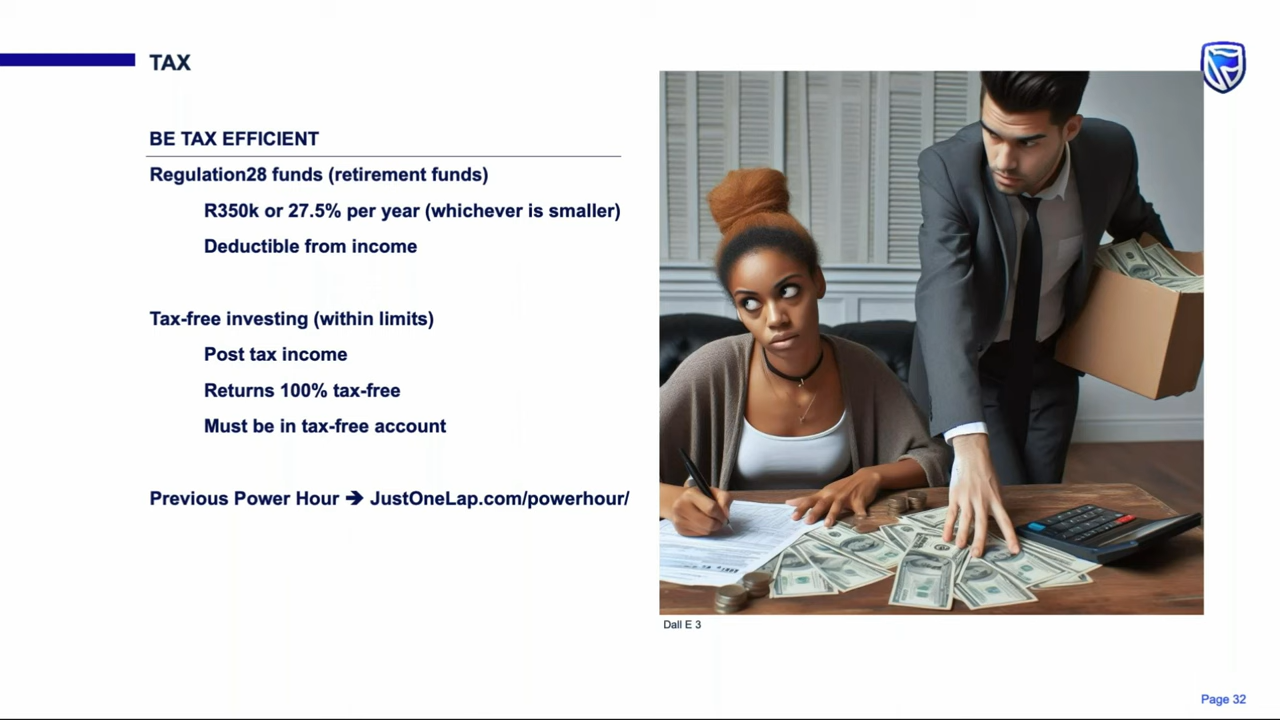 TAX
BE TAX EFFICIENT
Regulation28 funds (retirement funds)
R350k or 27.5% per year (whichever is smaller)
Deductible from income
Tax-free investing (within limits)
Post tax income
Returns 100% tax-free
Must be in tax-free account
Previous Power Hour ➔ JustOneLap.com/powerhour/
Dall E 3
Page 32